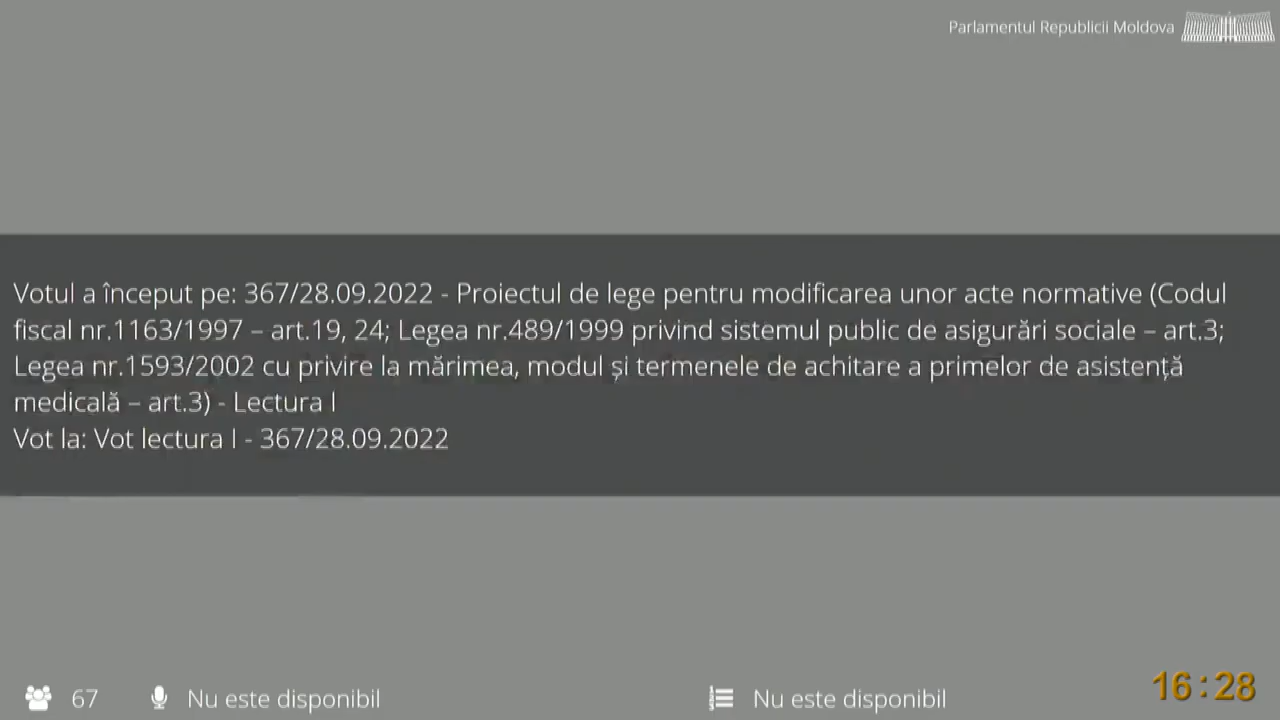 Parlamentul Republicii Moldova
Votul a început pe: 367/28.09.2022 - Proiectul de lege pentru modificarea unor acte normative (Codul
fiscal nr.1163/1997 – art.19, 24; Legea nr.489/1999 privind sistemul public de asigurări sociale – art.3;
Legea nr.1593/2002 cu privire la mărimea, modul și termenele de achitare a primelor de asistență
medicală – art.3) - Lectura I
Vot la: Vot lectura I - 367/28.09.2022
67 Nu este disponibil Nu este disponibil 16:28